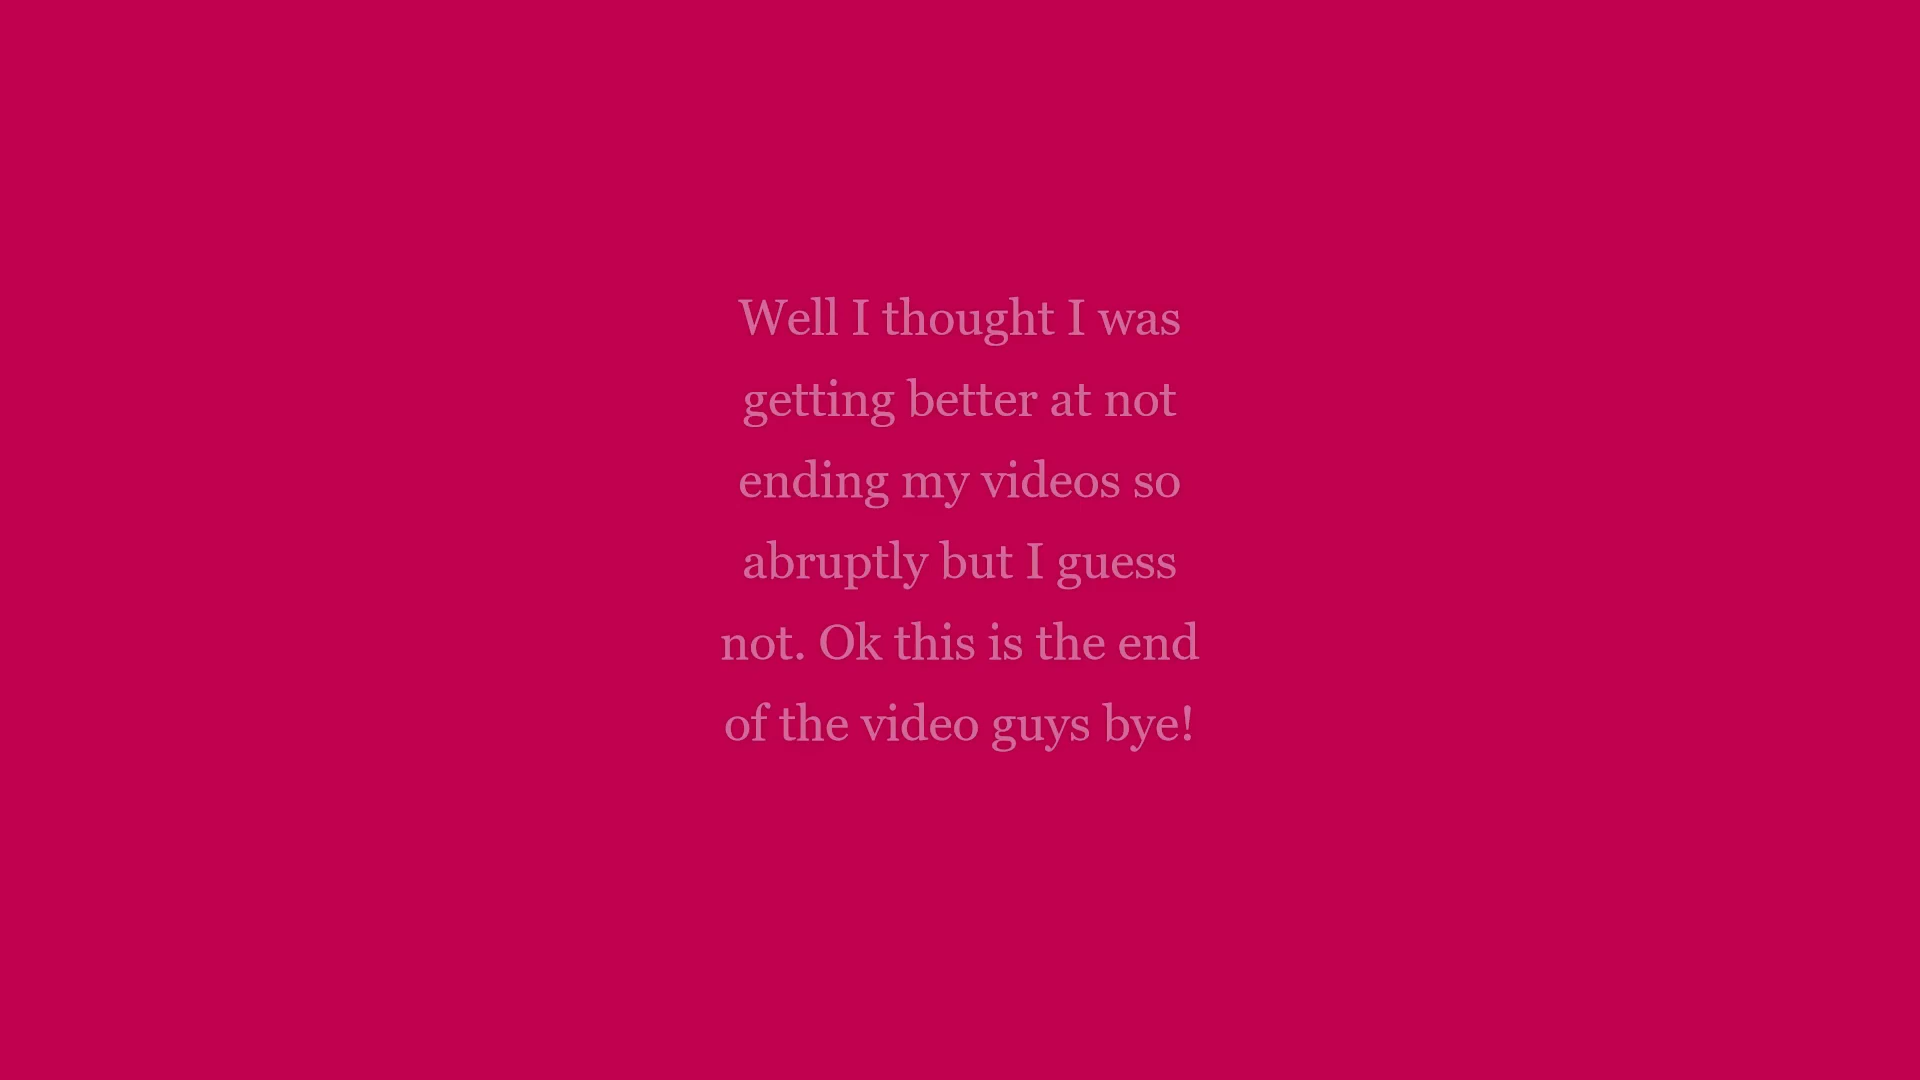 Well I thought I was
getting better at not
ending my videos so
abruptly but I guess
not. Ok this is the end
of the video guys bye!